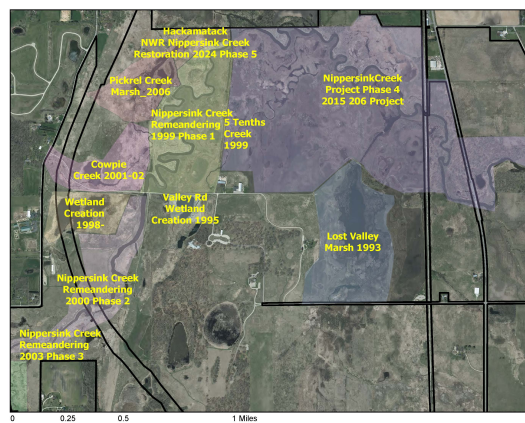 Hackamatack
NWR Nippersink Creek
Restoration 2024 Phase 5
Pickrel Creek
Marsh_2006
NippersinkCreek
Project Phase 4
2015 206 Project
Nippersink Creek
Remeandering
1999 Phase 1
5 Tenths
Creek
1999
Cowpie
Creek 2001-02
Wetland
Creation
1998-
Valley Rd
Wetland
Creation 1995
Lost Valley
Marsh 1993
Nippersink Creek
Remeandering
2000 Phase 2
Nippersink Creek
Remeandering
2003 Phase 3
0 0.25 0.5 1 Miles